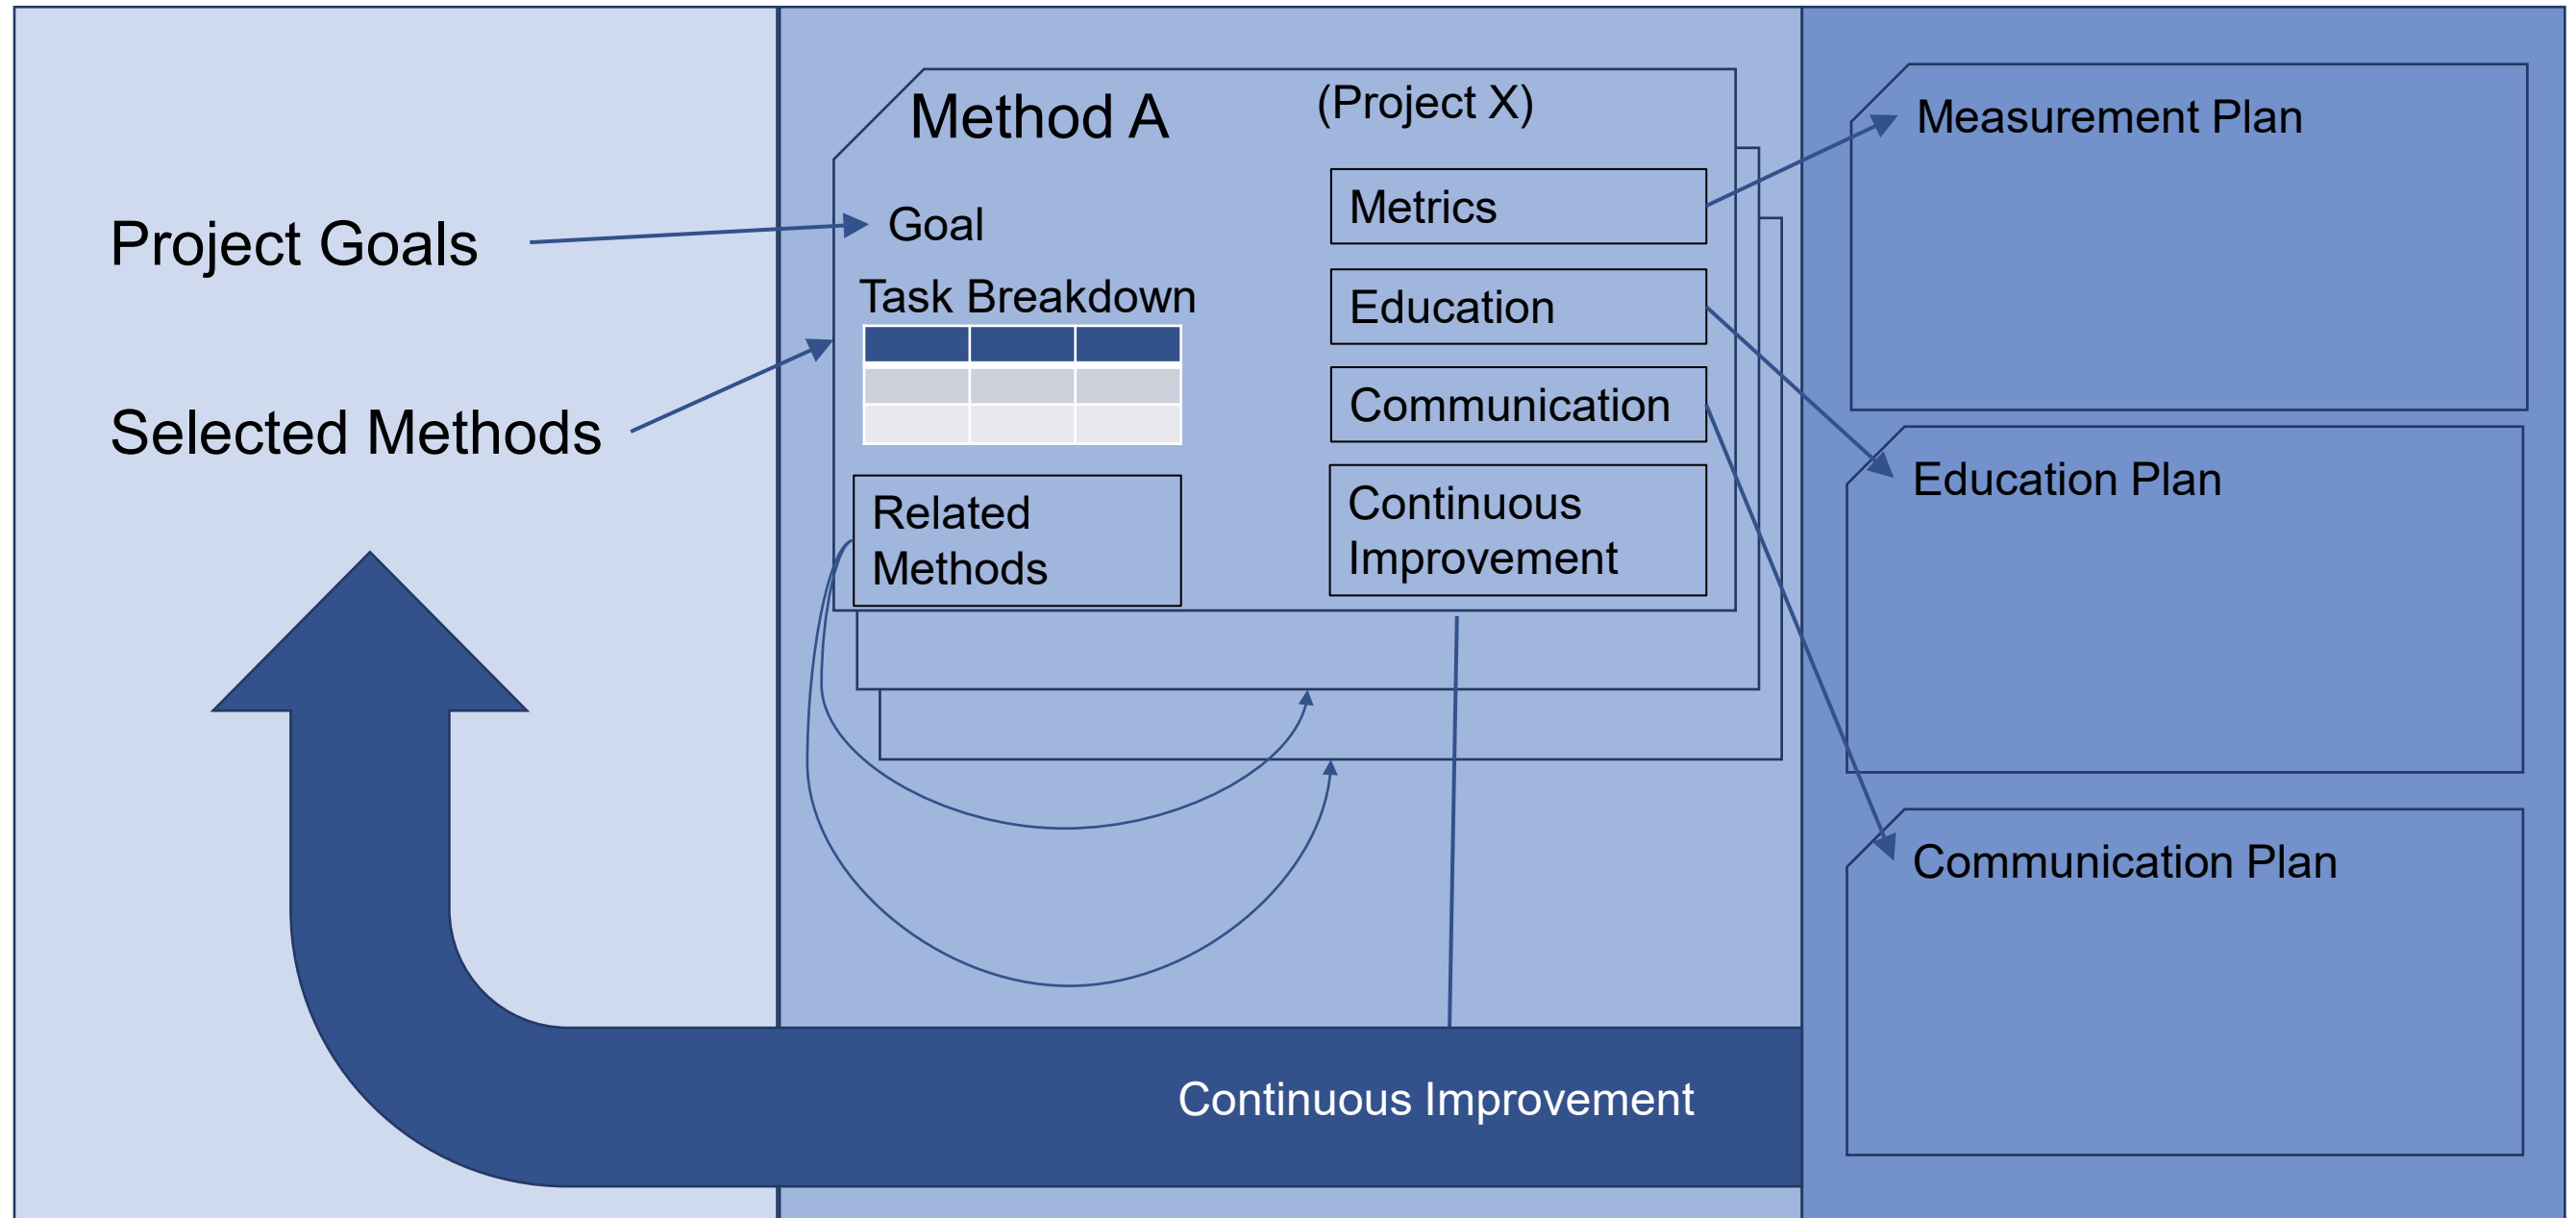 Project Goals
Selected Methods
Method A
(Project X)
Goal
Task Breakdown
Related
Methods
Metrics
Education
Communication
Continuous
Improvement
Measurement Plan
Education Plan
Communication Plan
Continuous Improvement